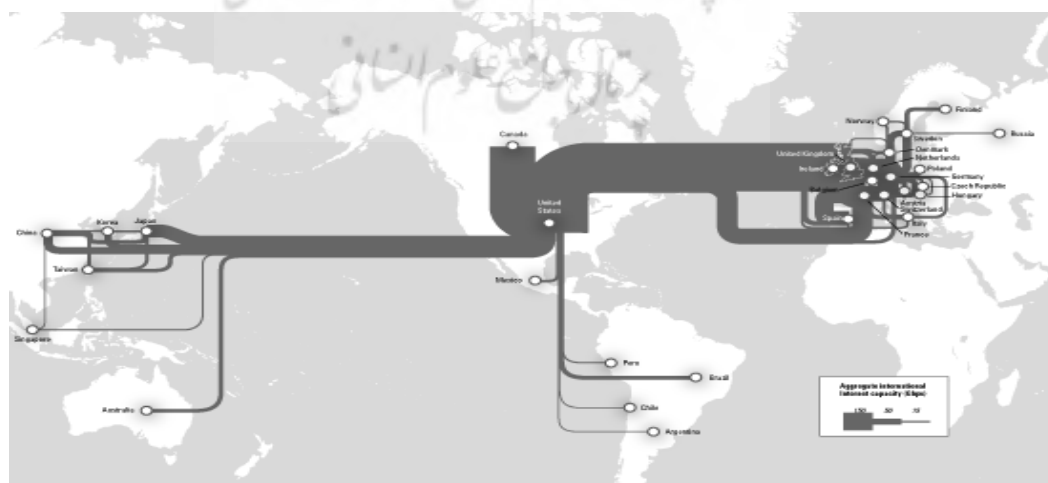 Canada
Finland
Norway
Sweden
Russia
United Kingdom
Denmark
Netherlands
Ireland
Poland
Germany
Belgium
Czech Republic
Hungary
Austria
Switzerland
Spain
Italy
France
United
States
China
Korea
Japan
Taiwan
Mexico
Singapore
Peru
Brazil
Australia
Chile
Argentina
Aggregate international
Internet capacity (Gbps)
150 50 15